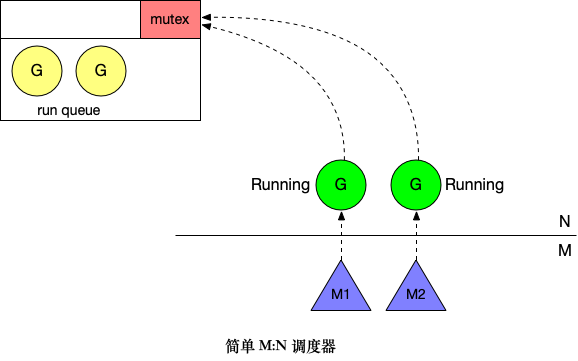 mutex
G G
run queue
Running G G Running
N
M
M1 M2
简单 M:N 调度器